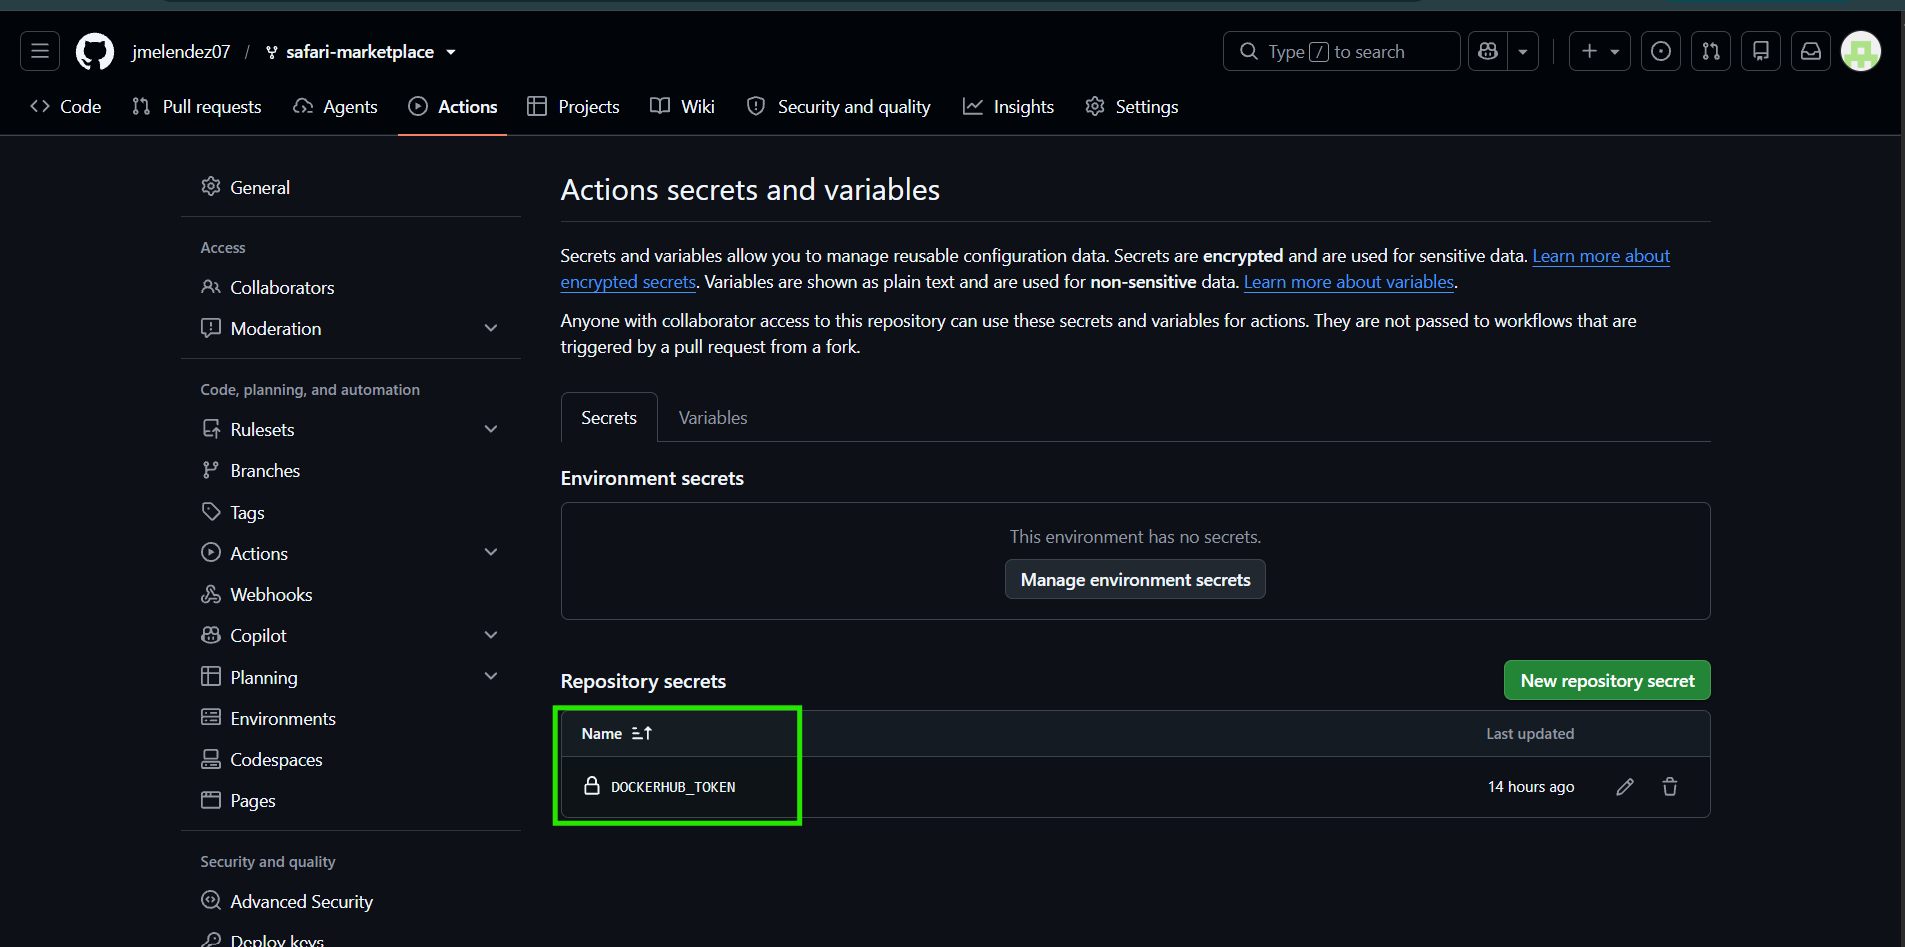 jmelendez07 / safari-marketplace
Type / to search
Code Pull requests Agents Actions Projects Wiki Security and quality Insights Settings
General
Access
Collaborators
Moderation
Code, planning, and automation
Rulesets
Branches
Tags
Actions
Webhooks
Copilot
Planning
Environments
Codespaces
Pages
Security and quality
Advanced Security
Deploy keys
Actions secrets and variables
Secrets and variables allow you to manage reusable configuration data. Secrets are encrypted and are used for sensitive data. Learn more about
encrypted secrets. Variables are shown as plain text and are used for non-sensitive data. Learn more about variables.
Anyone with collaborator access to this repository can use these secrets and variables for actions. They are not passed to workflows that are
triggered by a pull request from a fork.
Secrets Variables
Environment secrets
This environment has no secrets.
Manage environment secrets
Repository secrets
New repository secret
Name Last updated
DOCKERHUB_TOKEN 14 hours ago